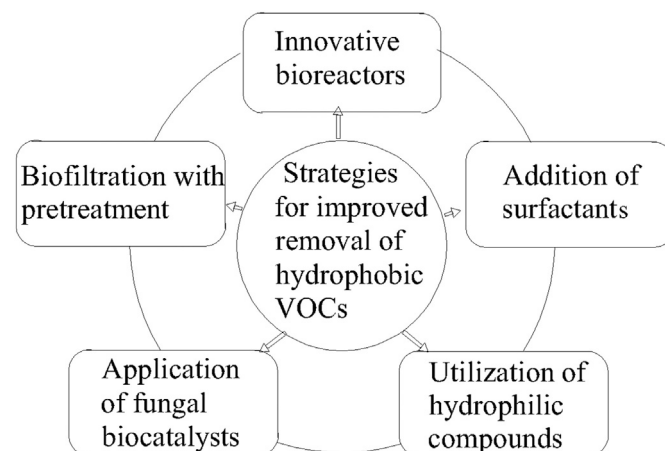 Innovative
bioreactors
Biofiltration with
pretreatment
Strategies
for improved
removal of
hydrophobic
VOCs
Addition of
surfactants
Application
of fungal
biocatalysts
Utilization of
hydrophilic
compounds